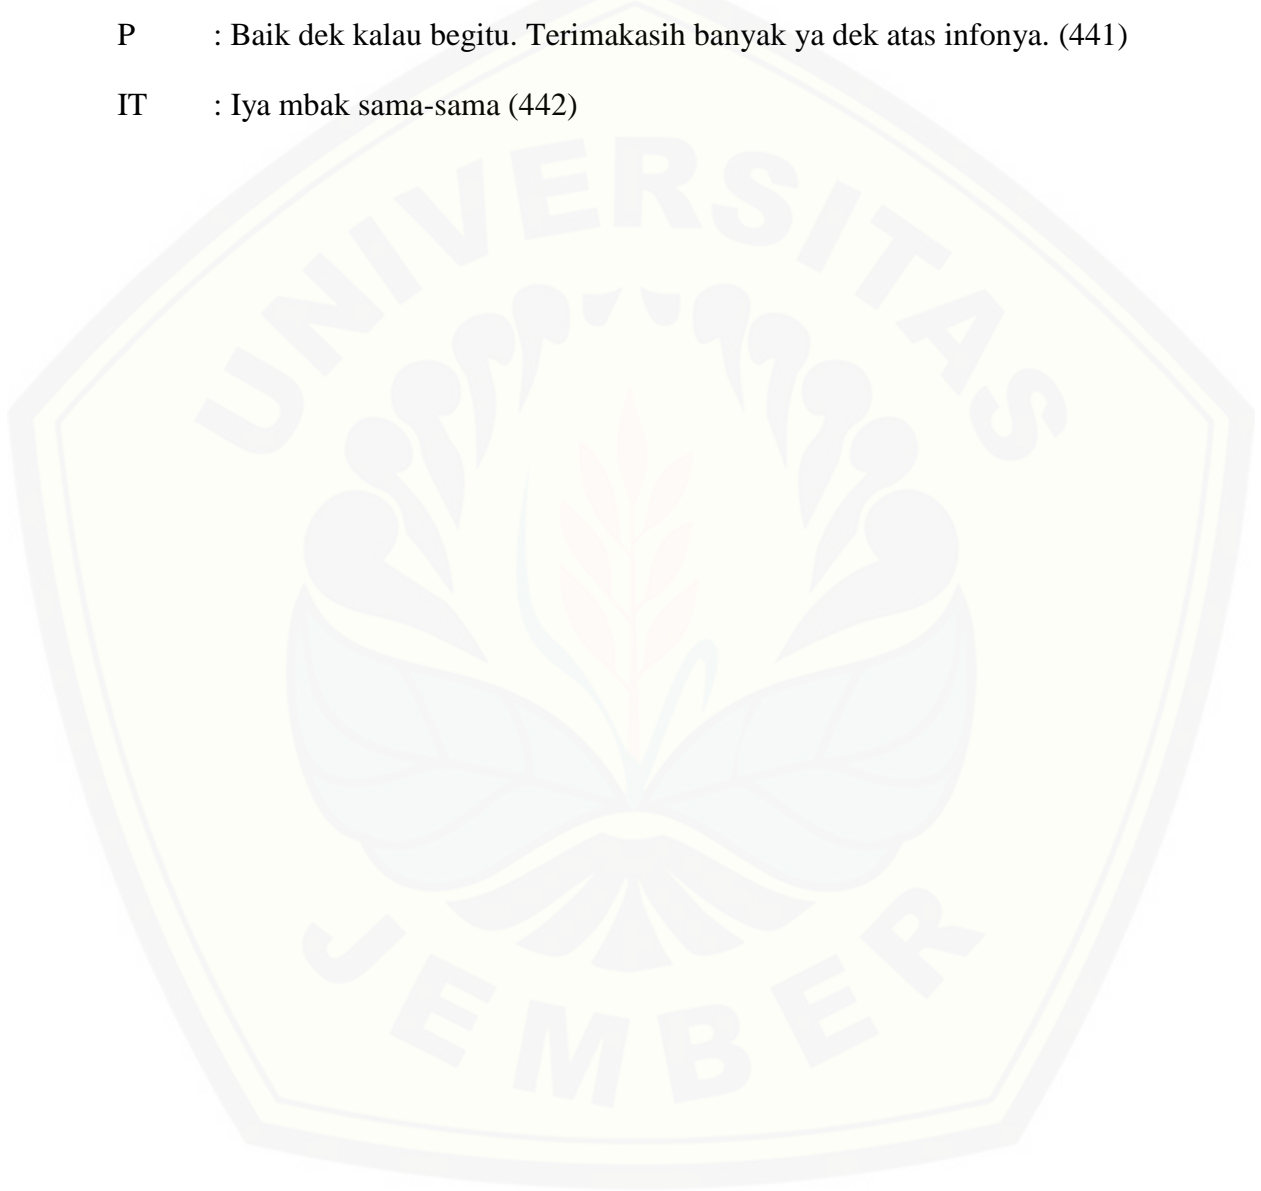 P : Baik dek kalau begitu. Terimakasih banyak ya dek atas infonya. (441)
IT : Iya mbak sama-sama (442)
UNIVERSITAS
JEMBER